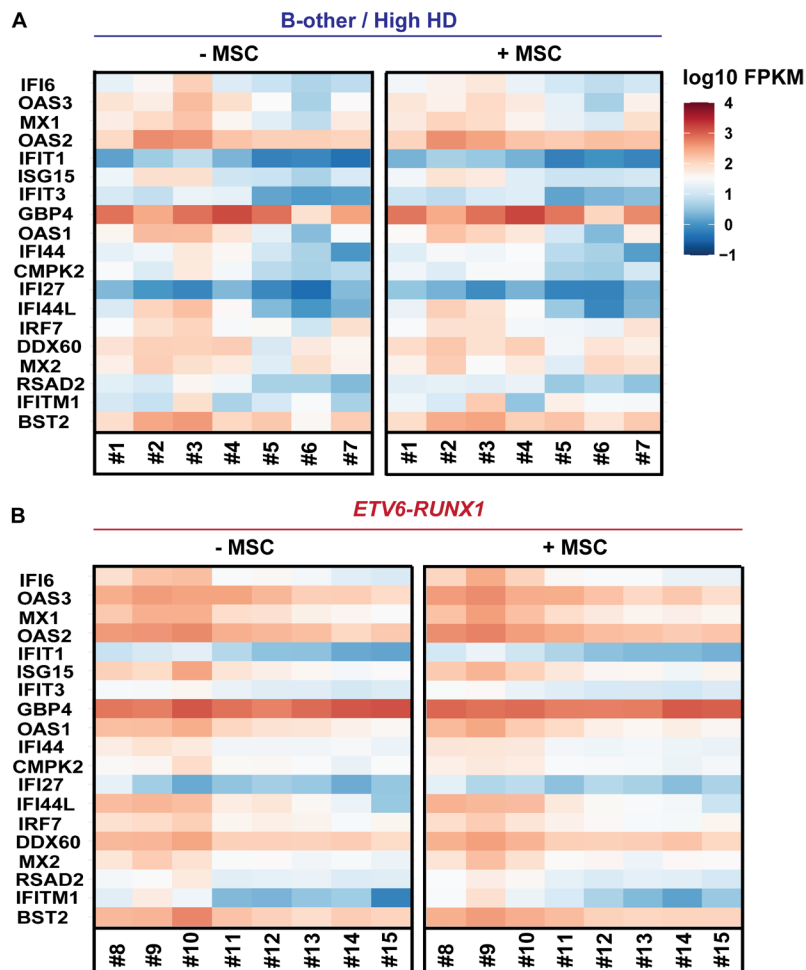 A
B-other / High HD
- MSC
+ MSC
log10 FPKM
4
3
2
1
0
−1
IFI6
OAS3
MX1
OAS2
IFIT1
ISG15
IFIT3
GBP4
OAS1
IFI44
CMPK2
IFI27
IFI44L
IRF7
DDX60
MX2
RSAD2
IFITM1
BST2
#1 #2 #3 #4 #5 #6 #7
#1 #2 #3 #4 #5 #6 #7
B
ETV6-RUNX1
- MSC
+ MSC
IFI6
OAS3
MX1
OAS2
IFIT1
ISG15
IFIT3
GBP4
OAS1
IFI44
CMPK2
IFI27
IFI44L
IRF7
DDX60
MX2
RSAD2
IFITM1
BST2
#8 #9 #10 #11 #12 #13 #14 #15
#8 #9 #10 #11 #12 #13 #14 #15